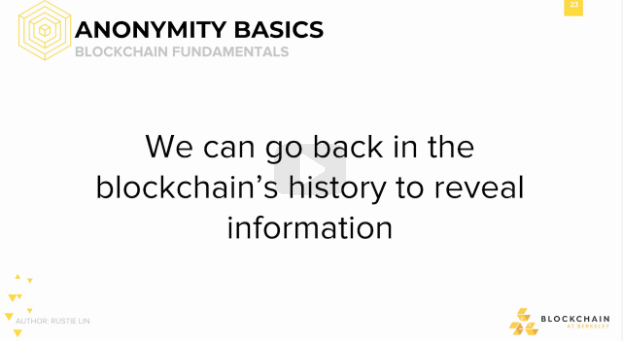 23
ANONYMITY BASICS
BLOCKCHAIN FUNDAMENTALS
We can go back in the
blockchain's history to reveal
information
AUTHOR: RUSTIE LIN
BLOCKCHAIN
AT BERKELEY